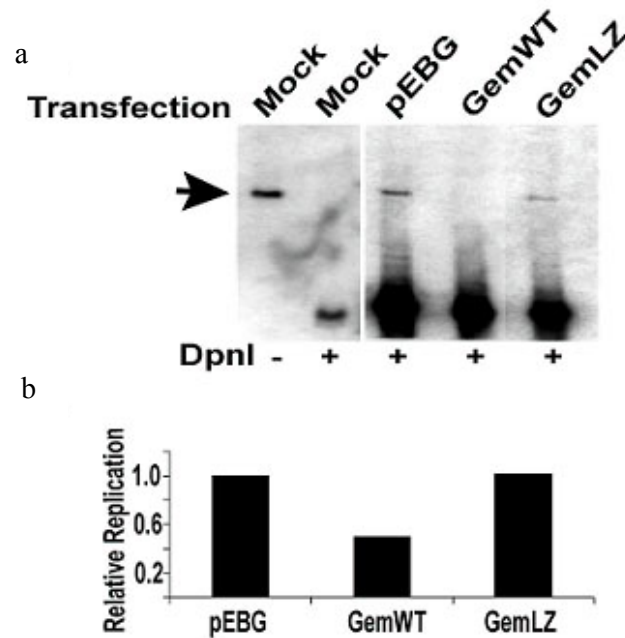 a
Transfection Mock Mock pEBG GemWT GemLZ
DpnI - + + + +
b
Relative Replication
1.0
0.6
0.2
pEBG GemWT GemLZ